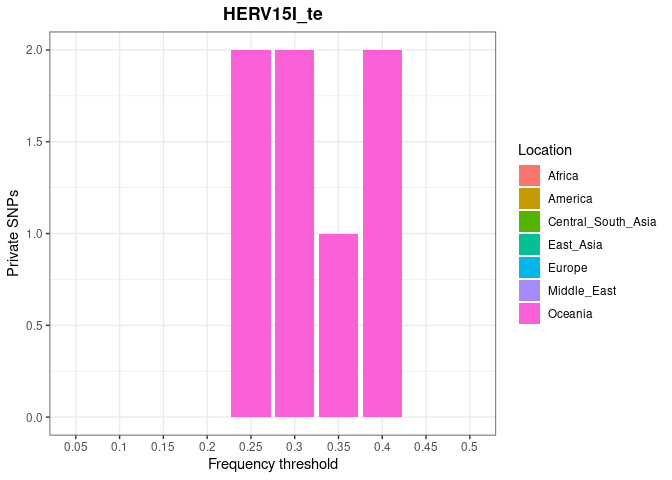 HERV15I_te
Private SNPs
2.0
1.5
1.0
0.5
0.0
0.05 0.1 0.15 0.2 0.25 0.3 0.35 0.4 0.45 0.5
Frequency threshold
Location
Africa
America
Central_South_Asia
East_Asia
Europe
Middle_East
Oceania